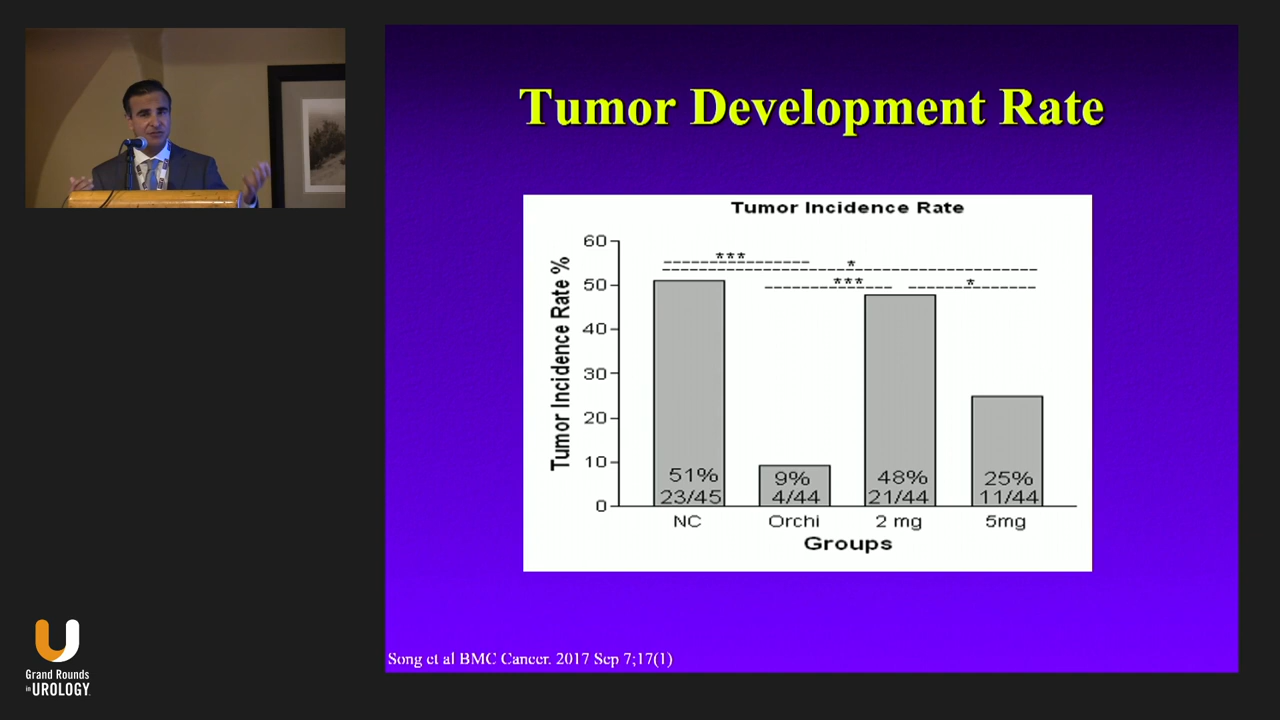 Tumor Development Rate
Tumor Incidence Rate
Tumor Incidence Rate %
60
50
40
30
20
10
0
***
*
***
*
51%
23/45
9%
4/44
48%
21/44
25%
11/44
NC
Orchi
2 mg
5mg
Groups
Song et al BMC Cancer. 2017 Sep 7;17(1)
U
Grand Rounds
in UROLOGY